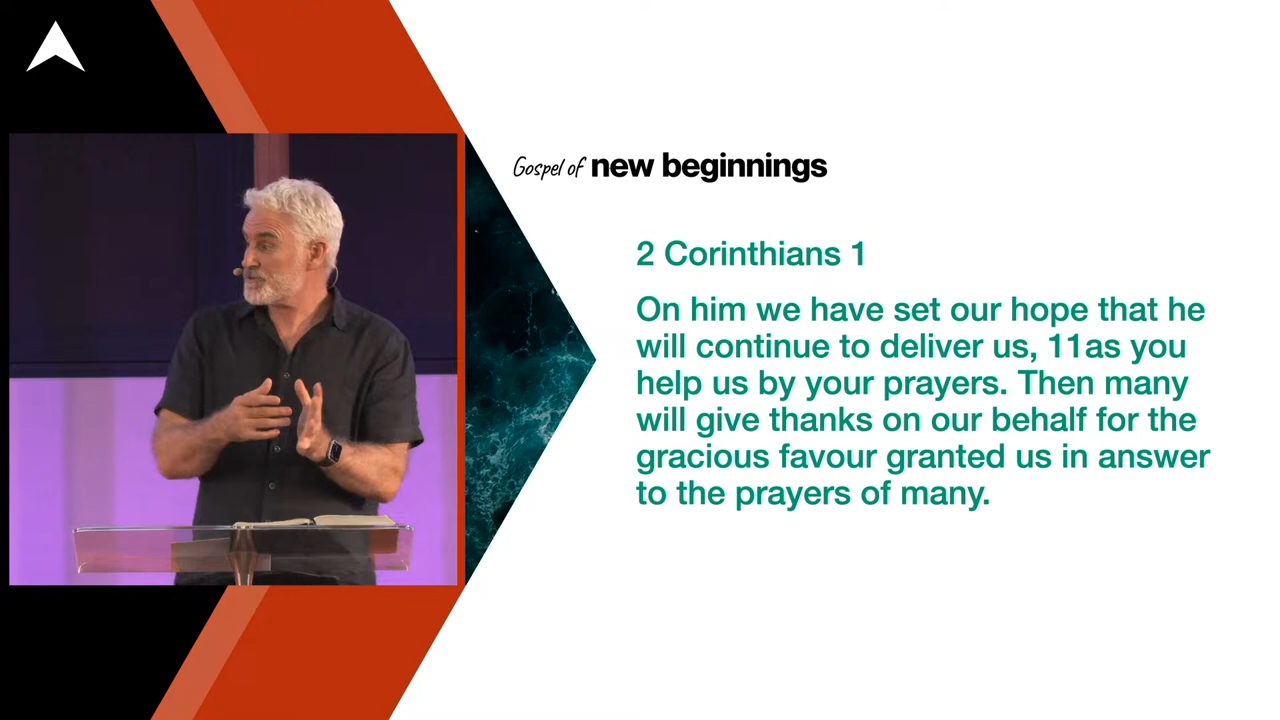 Gospel of new beginnings
2 Corinthians 1
On him we have set our hope that he
will continue to deliver us, 11as you
help us by your prayers. Then many
will give thanks on our behalf for the
gracious favour granted us in answer
to the prayers of many.